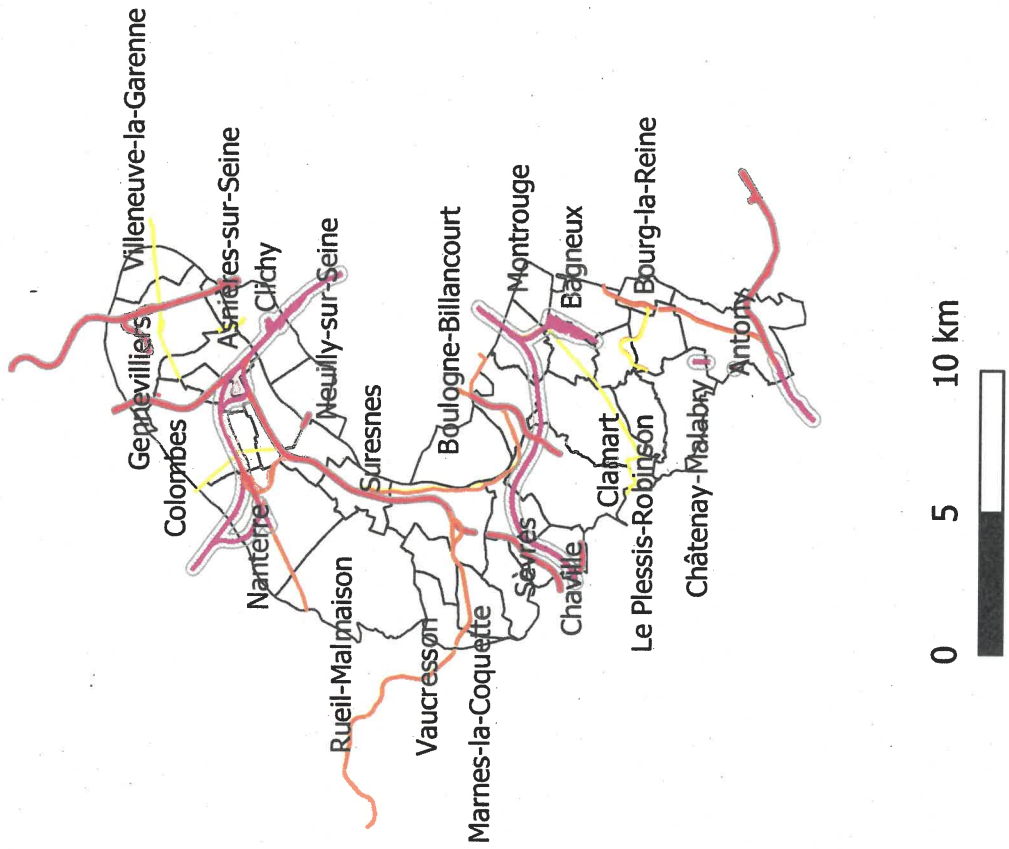 Villeneuve-la-Garenne
Gennevilliers
Asnières-sur-Seine
Colombes
Clichy
Nanterre
Neuilly-sur-Seine
Rueil-Malmaison
Suresnes
Vaucresson
Boulogne-Billancourt
Marnes-la-Coquette
Montrouge
Sèvres
Chaville
Bagneux
Clamart
Le Plessis-Robinson
Bourg-la-Reine
Châtenay-Malabry
Antony
0 5 10 km